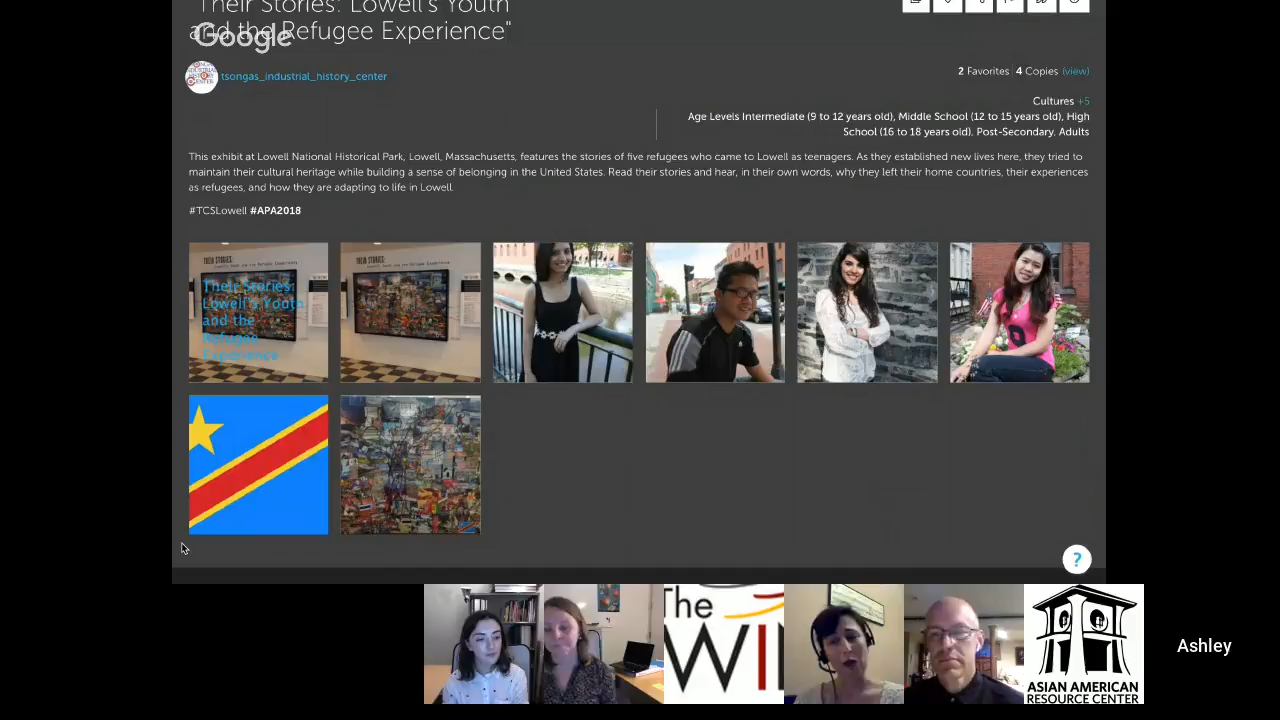 "Their Stories: Lowell's Youth
and the Refugee Experience"
Google
tsongas_industrial_history_center
2 Favorites 4 Copies (view)
Cultures +5
Age Levels Intermediate (9 to 12 years old), Middle School (12 to 15 years old), High
School (16 to 18 years old), Post-Secondary, Adults
This exhibit at Lowell National Historical Park, Lowell, Massachusetts, features the stories of five refugees who came to Lowell as teenagers. As they established new lives here, they tried to
maintain their cultural heritage while building a sense of belonging in the United States. Read their stories and hear, in their own words, why they left their home countries, their experiences
as refugees, and how they are adapting to life in Lowell.
#TCSLowell #APA2018
THEIR STORIES:
Their Stories:
Lowell's Youth
and the
Refugee
Experience
THEIR STORIES:
?
The
WI
ASIAN AMERICAN
RESOURCE CENTER
Ashley